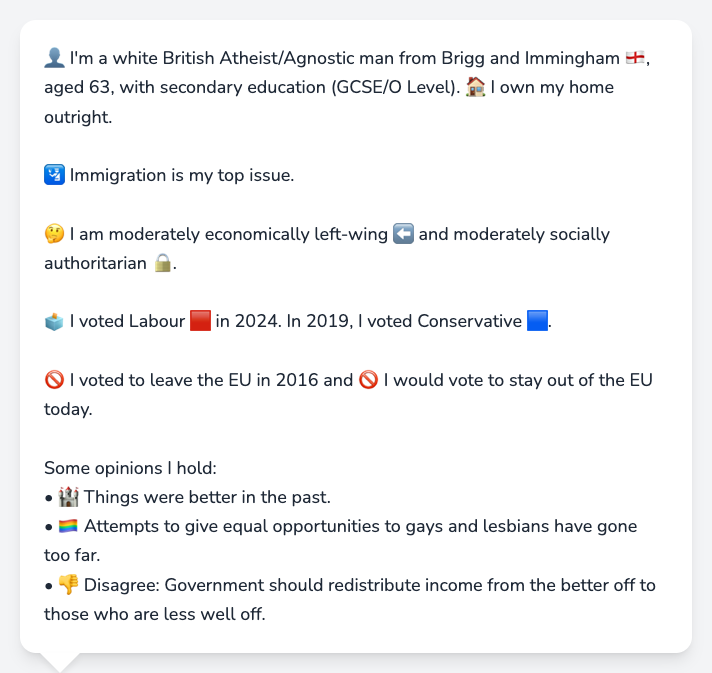 👤 I'm a white British Atheist/Agnostic man from Brigg and Immingham 🏴󠁧󠁢󠁥󠁮󠁧󠁿,
aged 63, with secondary education (GCSE/O Level). 🏠 I own my home
outright.
🛂 Immigration is my top issue.
🤔 I am moderately economically left-wing ⬅️ and moderately socially
authoritarian 🔒.
🗳️ I voted Labour 🟥 in 2024. In 2019, I voted Conservative 🟦.
🚫 I voted to leave the EU in 2016 and 🚫 I would vote to stay out of the EU
today.
Some opinions I hold:
• 🏰 Things were better in the past.
• 🏳️‍🌈 Attempts to give equal opportunities to gays and lesbians have gone
too far.
• 👎 Disagree: Government should redistribute income from the better off to
those who are less well off.